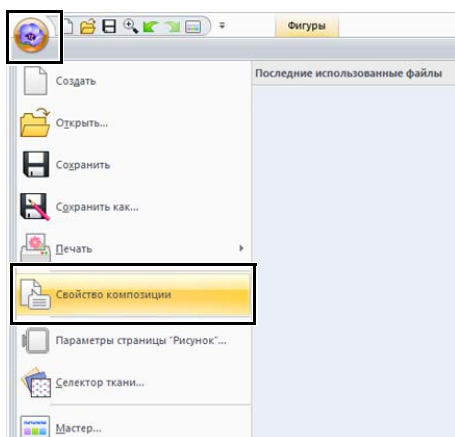 Фигуры
Последние использованные файлы
Создать
Открыть...
Сохранить
Сохранить как...
Печать
Свойство композиции
Параметры страницы "Рисунок"...
Селектор ткани...
Мастер...